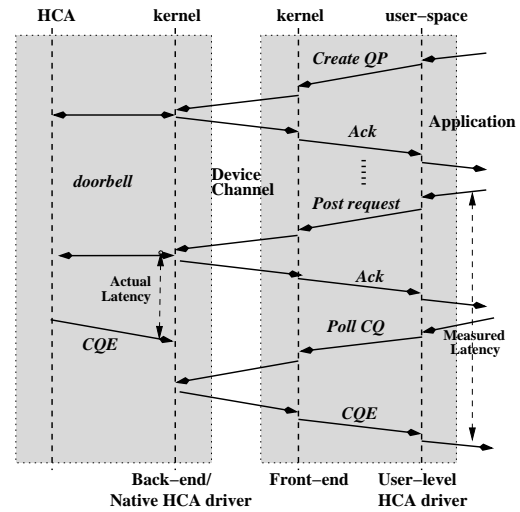 HCA kernel kernel user-space
Create QP
Ack
Application
doorbell
Device
Channel
Post request
Actual
Latency
Ack
Poll CQ
Measured
Latency
CQE
CQE
Back-end/
Native HCA driver
Front-end
User-level
HCA driver